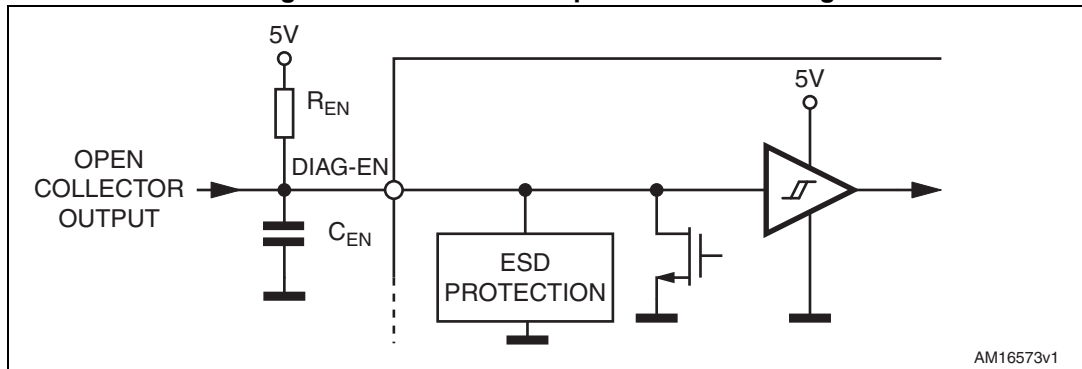 5V
R_EN
OPEN
COLLECTOR
OUTPUT
DIAG-EN
C_EN
ESD
PROTECTION
5V
AM16573v1